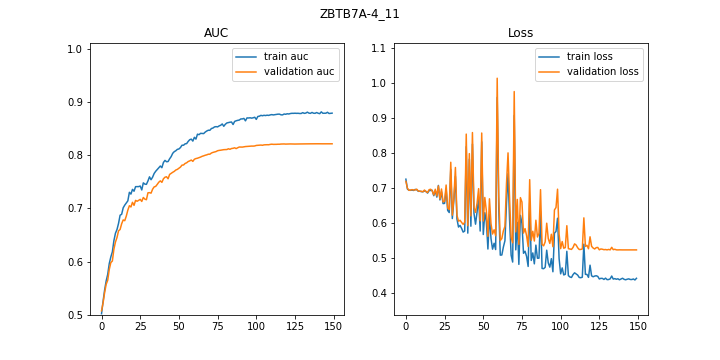 ZBTB7A-4_11
AUC
train auc
validation auc
1.0
0.9
0.8
0.7
0.6
0.5
0 25 50 75 100 125 150
Loss
train loss
validation loss
1.1
1.0
0.9
0.8
0.7
0.6
0.5
0.4
0 25 50 75 100 125 150